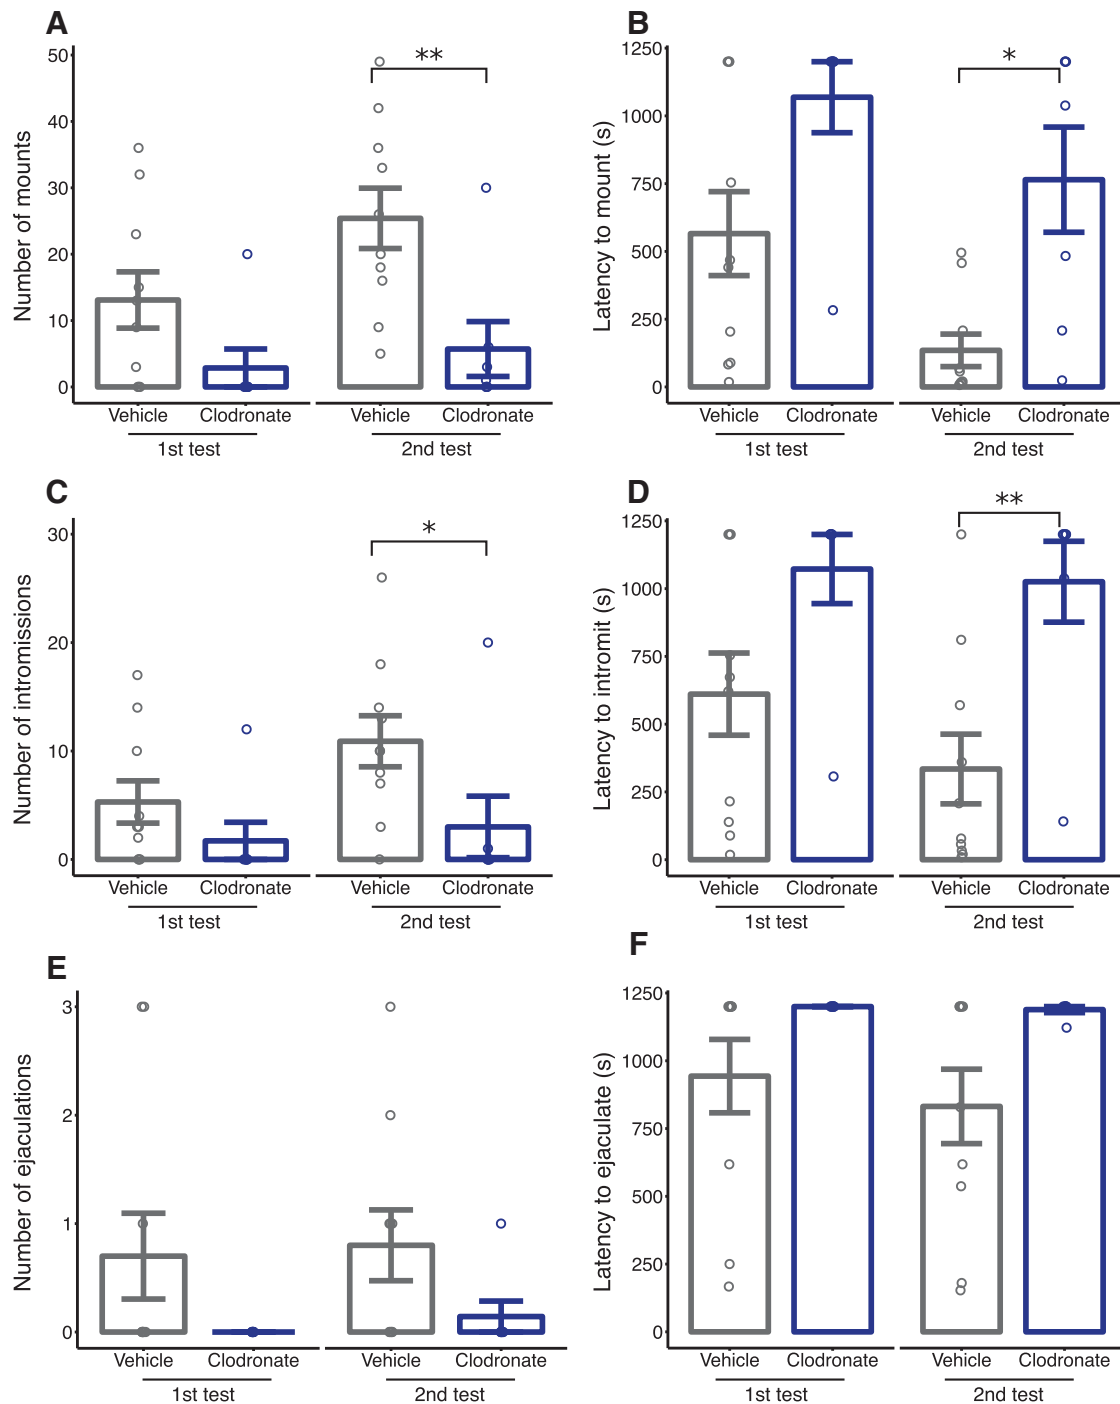 A
Number of mounts
50
40
30
20
10
0
**
Vehicle Clodronate Vehicle Clodronate
1st test 2nd test
B
Latency to mount (s)
1250
1000
750
500
250
0
*
Vehicle Clodronate Vehicle Clodronate
1st test 2nd test
C
Number of intromissions
30
20
10
0
*
Vehicle Clodronate Vehicle Clodronate
1st test 2nd test
D
Latency to intromit (s)
1250
1000
750
500
250
0
**
Vehicle Clodronate Vehicle Clodronate
1st test 2nd test
E
Number of ejaculations
3
2
1
0
Vehicle Clodronate Vehicle Clodronate
1st test 2nd test
F
Latency to ejaculate (s)
1250
1000
750
500
250
0
Vehicle Clodronate Vehicle Clodronate
1st test 2nd test